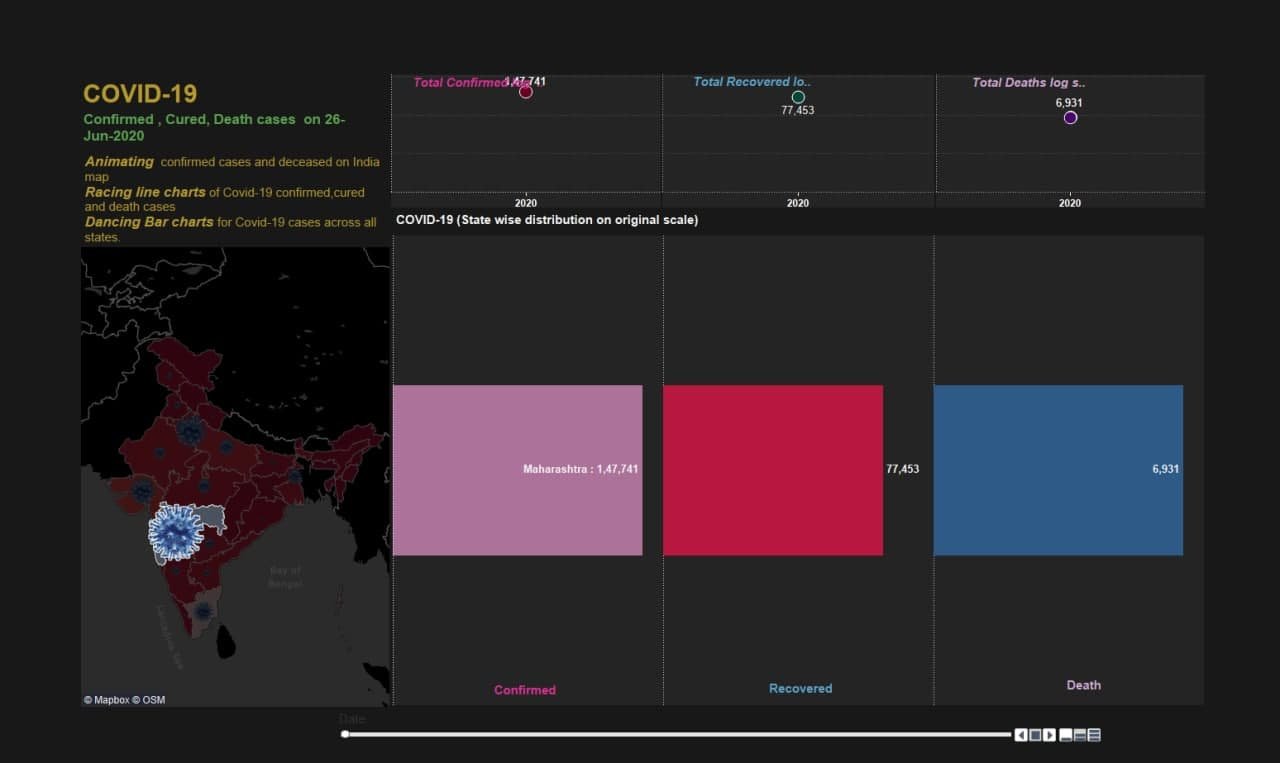 COVID-19
Confirmed , Cured, Death cases on 26-
Jun-2020
Animating confirmed cases and deceased on India
map
Racing line charts of Covid-19 confirmed,cured
and death cases
Dancing Bar charts for Covid-19 cases across all
states.
Total Confirmed
1,47,741
Total Recovered lo..
77,453
Total Deaths log s..
6,931
2020
2020
2020
COVID-19 (State wise distribution on original scale)
Maharashtra : 1,47,741
77,453
6,931
Confirmed
Recovered
Death
Bay of
Bengal
© Mapbox © OSM
Date